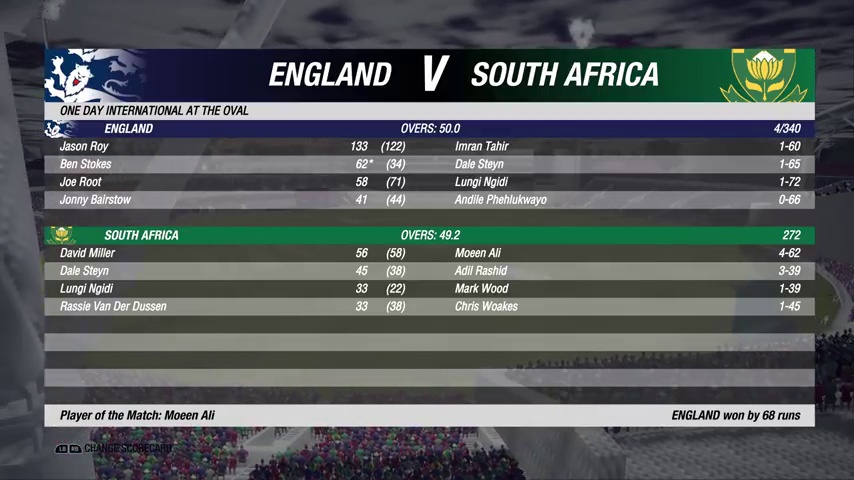 ENGLAND V SOUTH AFRICA
ONE DAY INTERNATIONAL AT THE OVAL
ENGLAND OVERS: 50.0 4/340
Jason Roy 133 (122) Imran Tahir 1-60
Ben Stokes 62* (34) Dale Steyn 1-65
Joe Root 58 (71) Lungi Ngidi 1-72
Jonny Bairstow 41 (44) Andile Phehlukwayo 0-66
SOUTH AFRICA OVERS: 49.2 272
David Miller 56 (58) Moeen Ali 4-62
Dale Steyn 45 (38) Adil Rashid 3-39
Lungi Ngidi 33 (22) Mark Wood 1-39
Rassie Van Der Dussen 33 (38) Chris Woakes 1-45
Player of the Match: Moeen Ali ENGLAND won by 68 runs
LB RB CHANGE SCORECARD